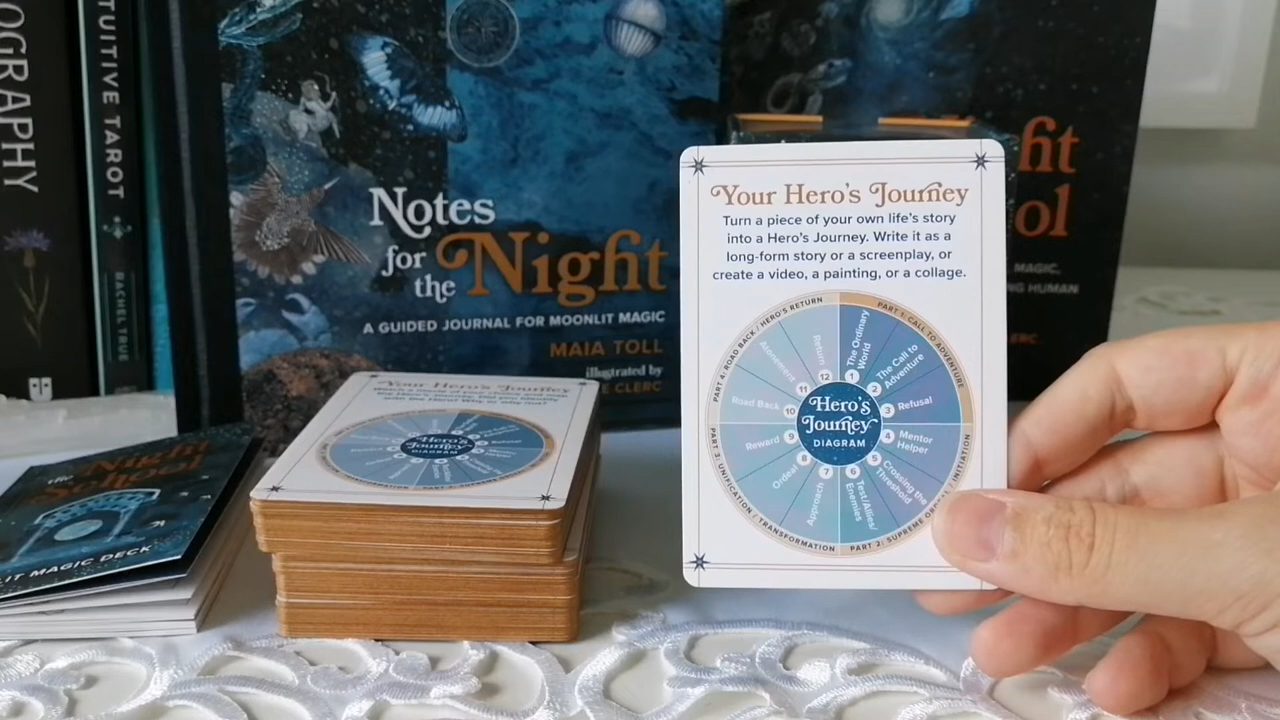 OGRAPHY
TUITIVE TAROT
RACHEL TRUE
Notes
for Night
the
A GUIDED JOURNAL FOR MOONLIT MAGIC
MAIA TOLL
illustrated by
E CLERC
ht
ol
MAGIC,
NG HUMAN
ERC.
Your Hero's Journey
Turn a piece of your own life's story
into a Hero's Journey. Write it as a
long-form story or a screenplay, or
create a video, a painting, or a collage.
PART 1: CALL TO ADVENTURE
PART 2: SUPREME INITIATION
PART 3: UNIFICATION / TRANSFORMATION
PART 4: ROAD BACK / HERO'S RETURN
1 The Ordinary World
2 The Call to Adventure
3 Refusal
4 Mentor Helper
5 Crossing the Threshold
6 Test/Allies/ Enemies
7 Approach
8 Ordeal
9 Reward
10 Road Back
11 Atonement
12 Return
Hero's
Journey
DIAGRAM
Your Hero's Journey
Hero's
Journey
DIAGRAM
Refusal
the Night
School
LIT MAGIC DECK